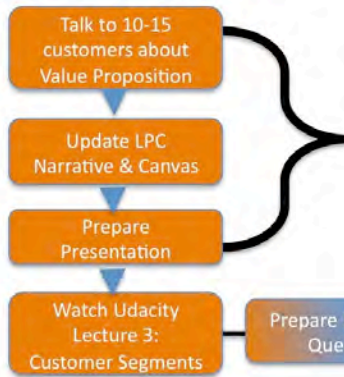 Talk to 10-15
customers about
Value Proposition
Update LPC
Narrative & Canvas
Prepare
Presentation
Watch Udacity
Lecture 3:
Customer Segments
Prepare
Que